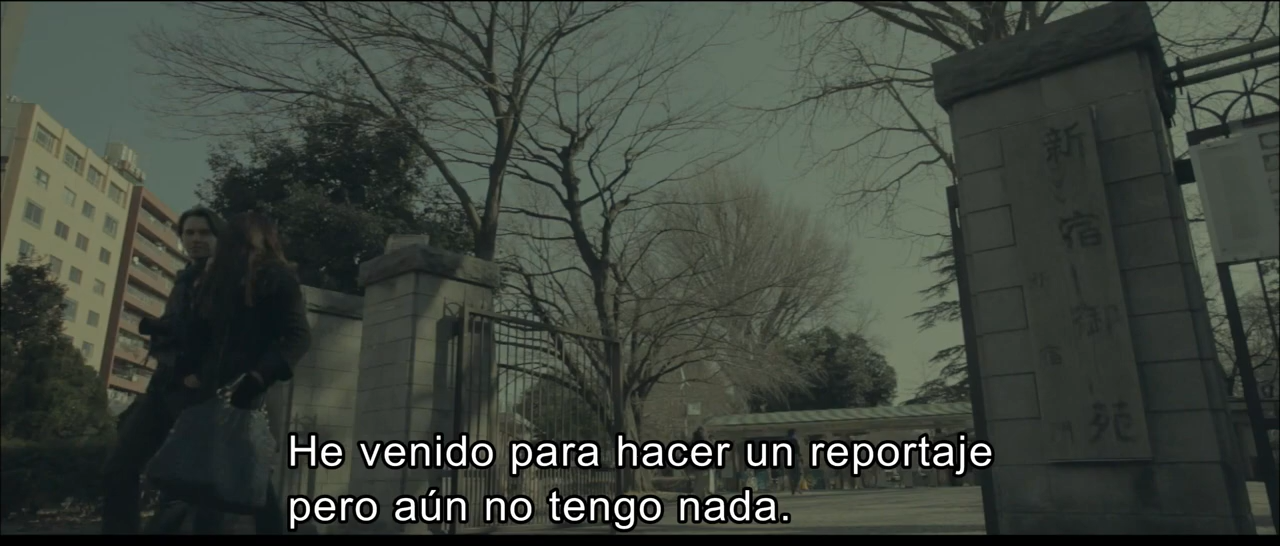 新宿御苑
He venido para hacer un reportaje
pero aún no tengo nada.